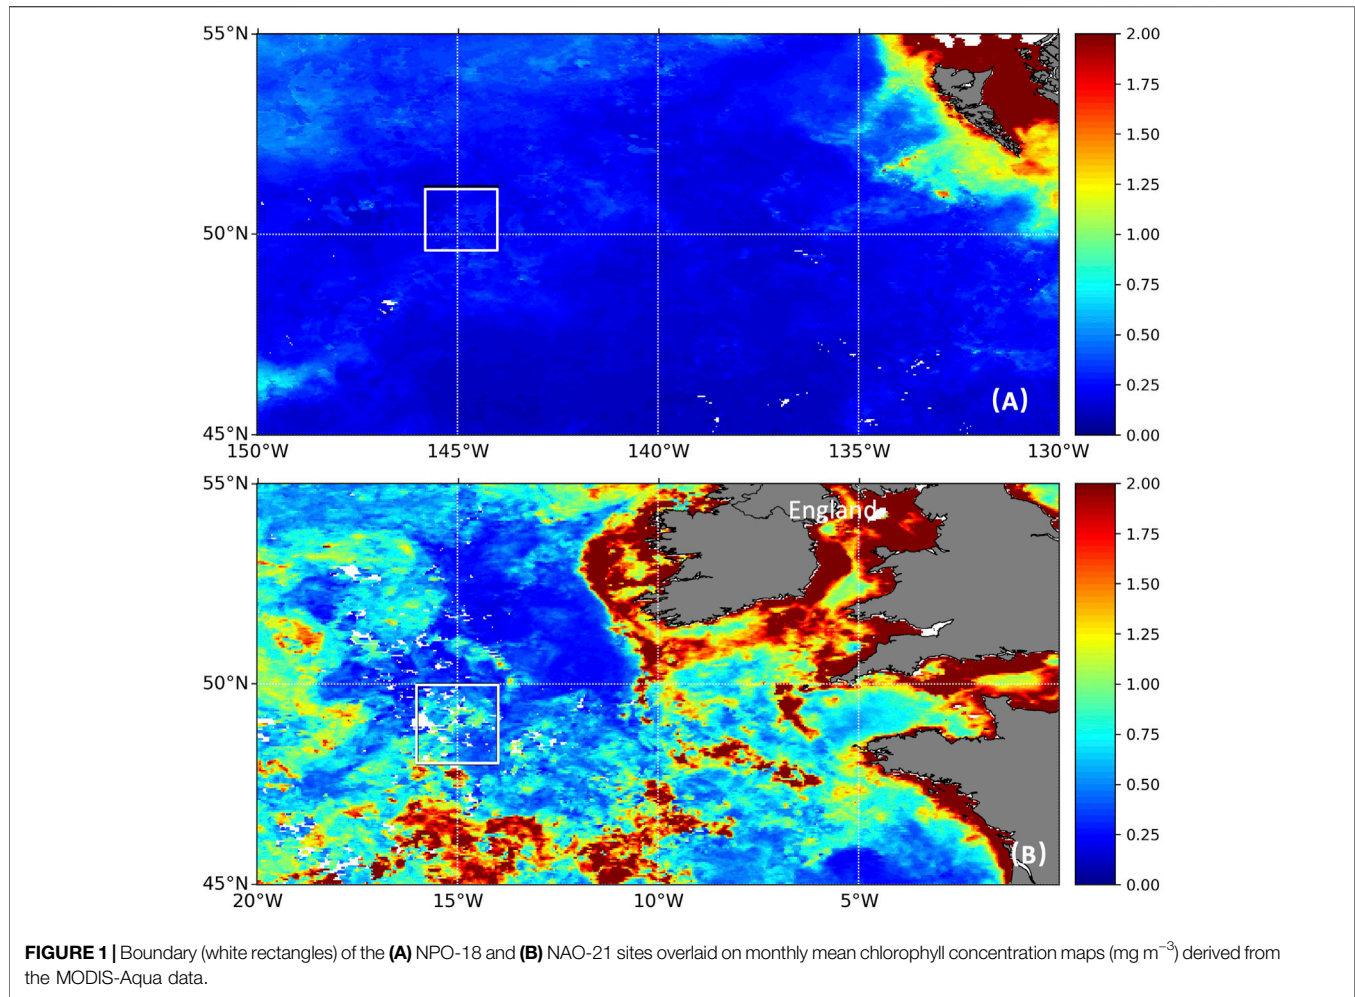 55°N
50°N
45°N
150°W
145°W
140°W
135°W
130°W
(A)
2.00
1.75
1.50
1.25
1.00
0.75
0.50
0.25
0.00
55°N
50°N
45°N
20°W
15°W
10°W
5°W
England
(B)
2.00
1.75
1.50
1.25
1.00
0.75
0.50
0.25
0.00
FIGURE 1 | Boundary (white rectangles) of the (A) NPO-18 and (B) NAO-21 sites overlaid on monthly mean chlorophyll concentration maps (mg m⁻³) derived from
the MODIS-Aqua data.